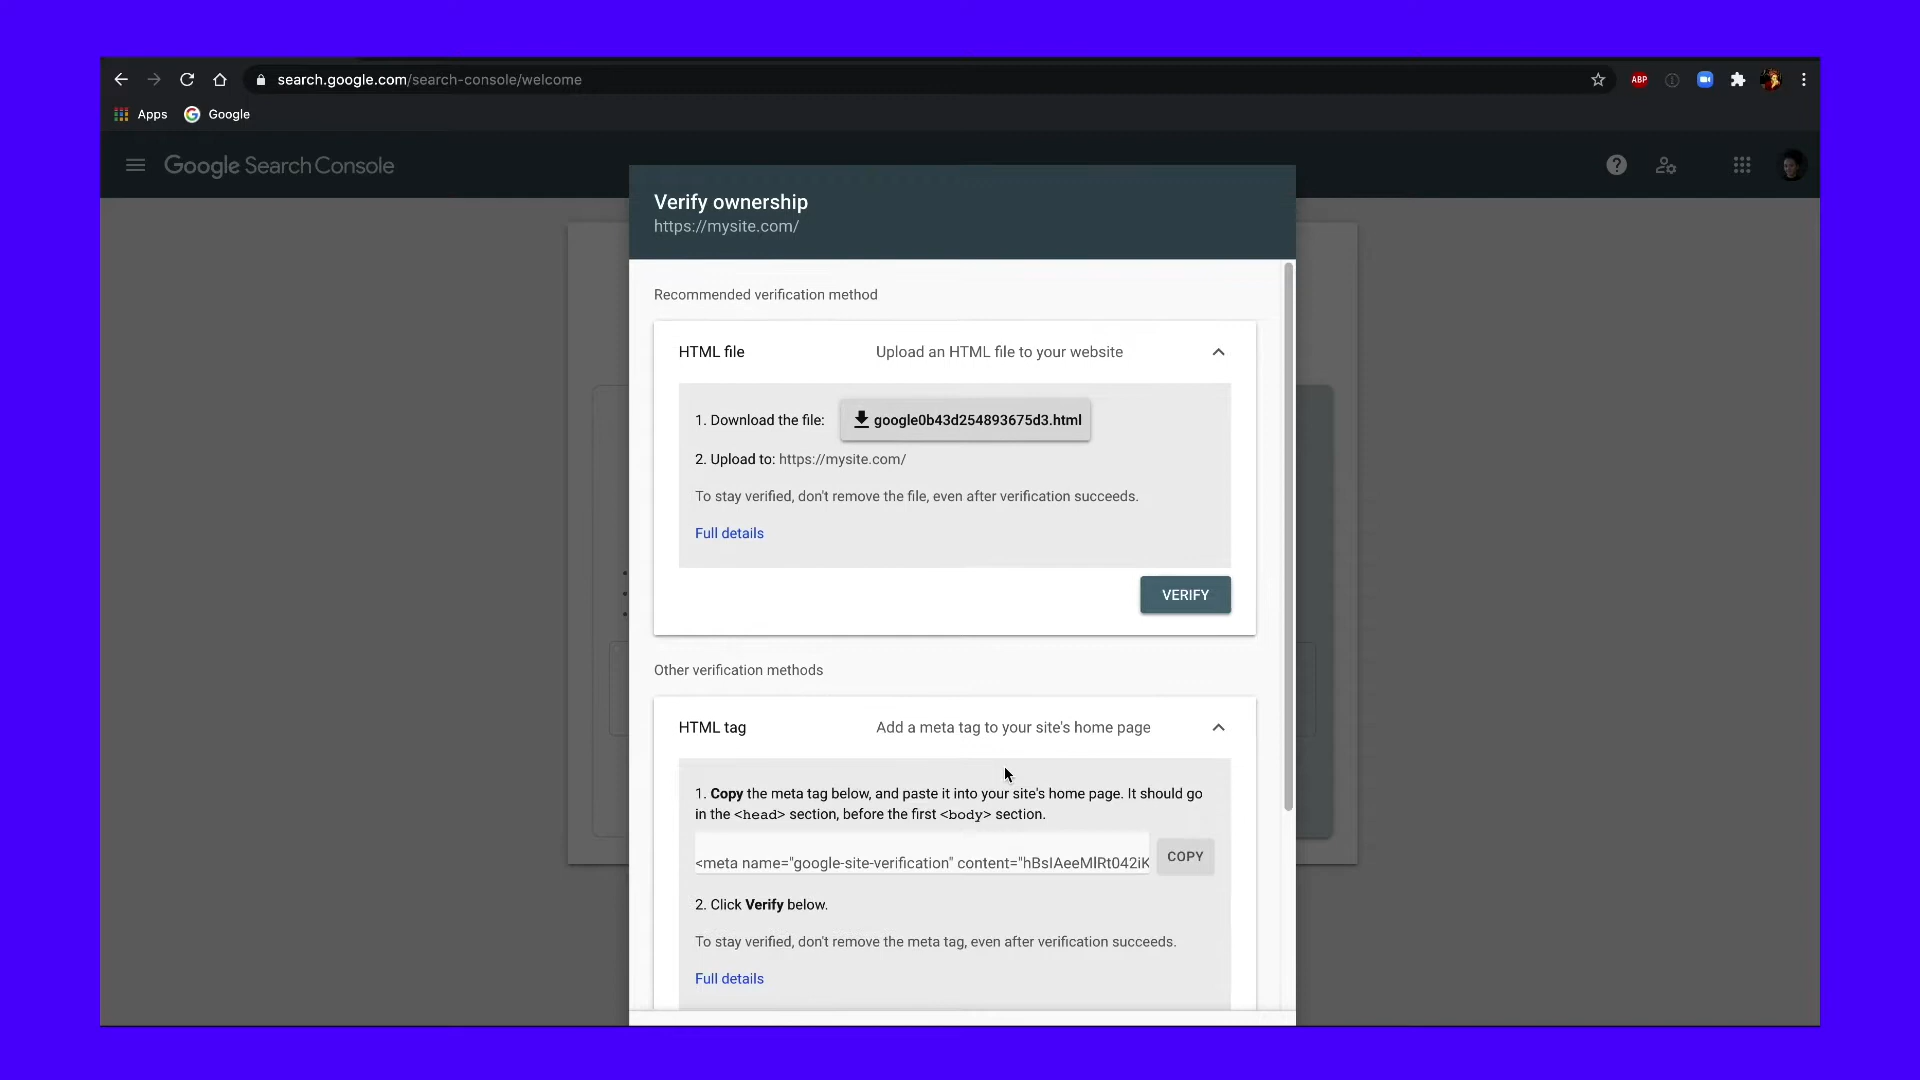 search.google.com/search-console/welcome
ABP
Apps
Google
Google Search Console
Verify ownership
https://mysite.com/
Recommended verification method
HTML file
Upload an HTML file to your website
1. Download the file:
google0b43d254893675d3.html
2. Upload to: https://mysite.com/
To stay verified, don't remove the file, even after verification succeeds.
Full details
VERIFY
Other verification methods
HTML tag
Add a meta tag to your site's home page
1. Copy the meta tag below, and paste it into your site's home page. It should go
in the <head> section, before the first <body> section.
<meta name="google-site-verification" content="hBsIAeeMlRt042iK
COPY
2. Click Verify below.
To stay verified, don't remove the meta tag, even after verification succeeds.
Full details